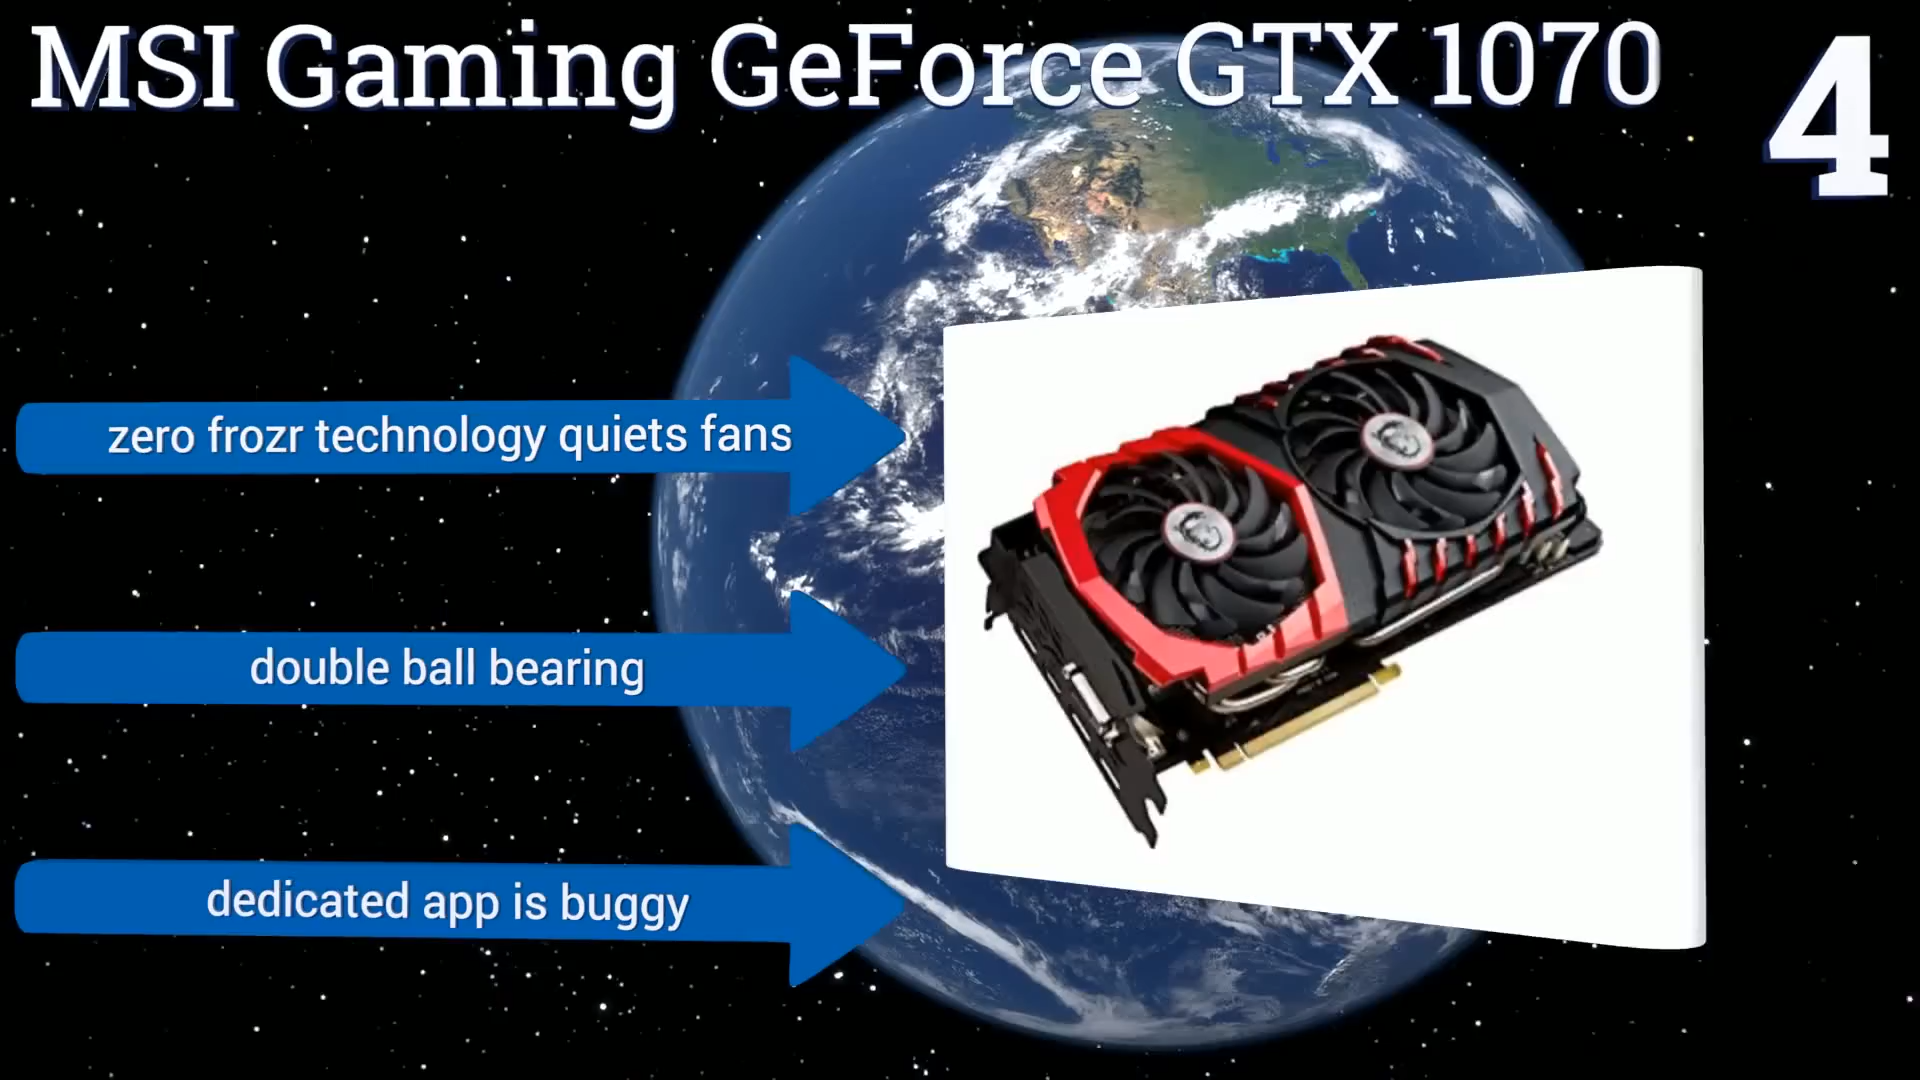 MSI Gaming GeForce GTX 1070
4
zero frozr technology quiets fans
double ball bearing
dedicated app is buggy